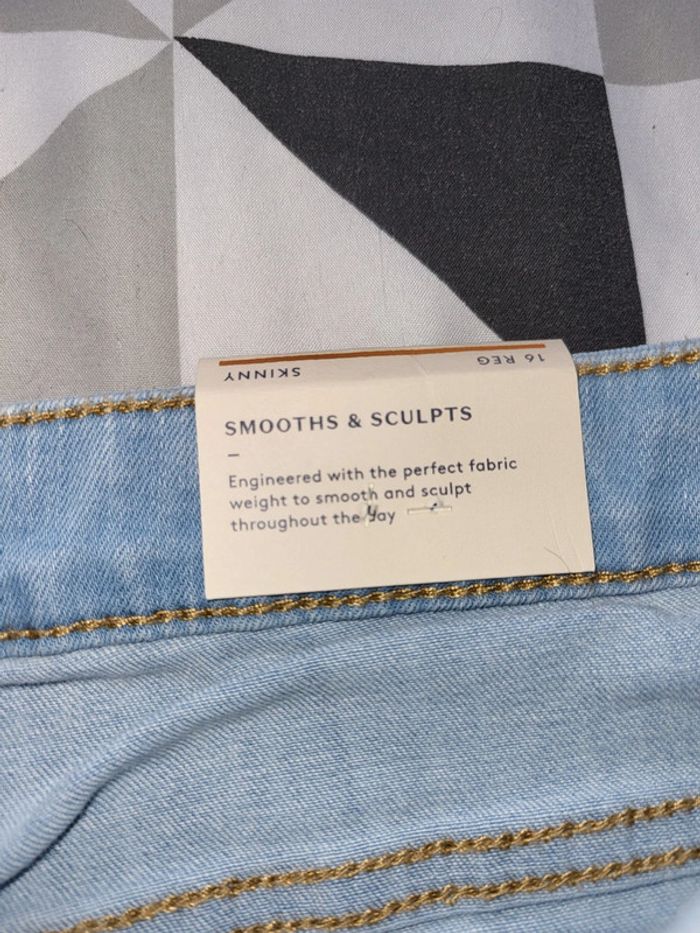 16 REG SKINNY
SMOOTHS & SCULPTS
Engineered with the perfect fabric
weight to smooth and sculpt
throughout the day